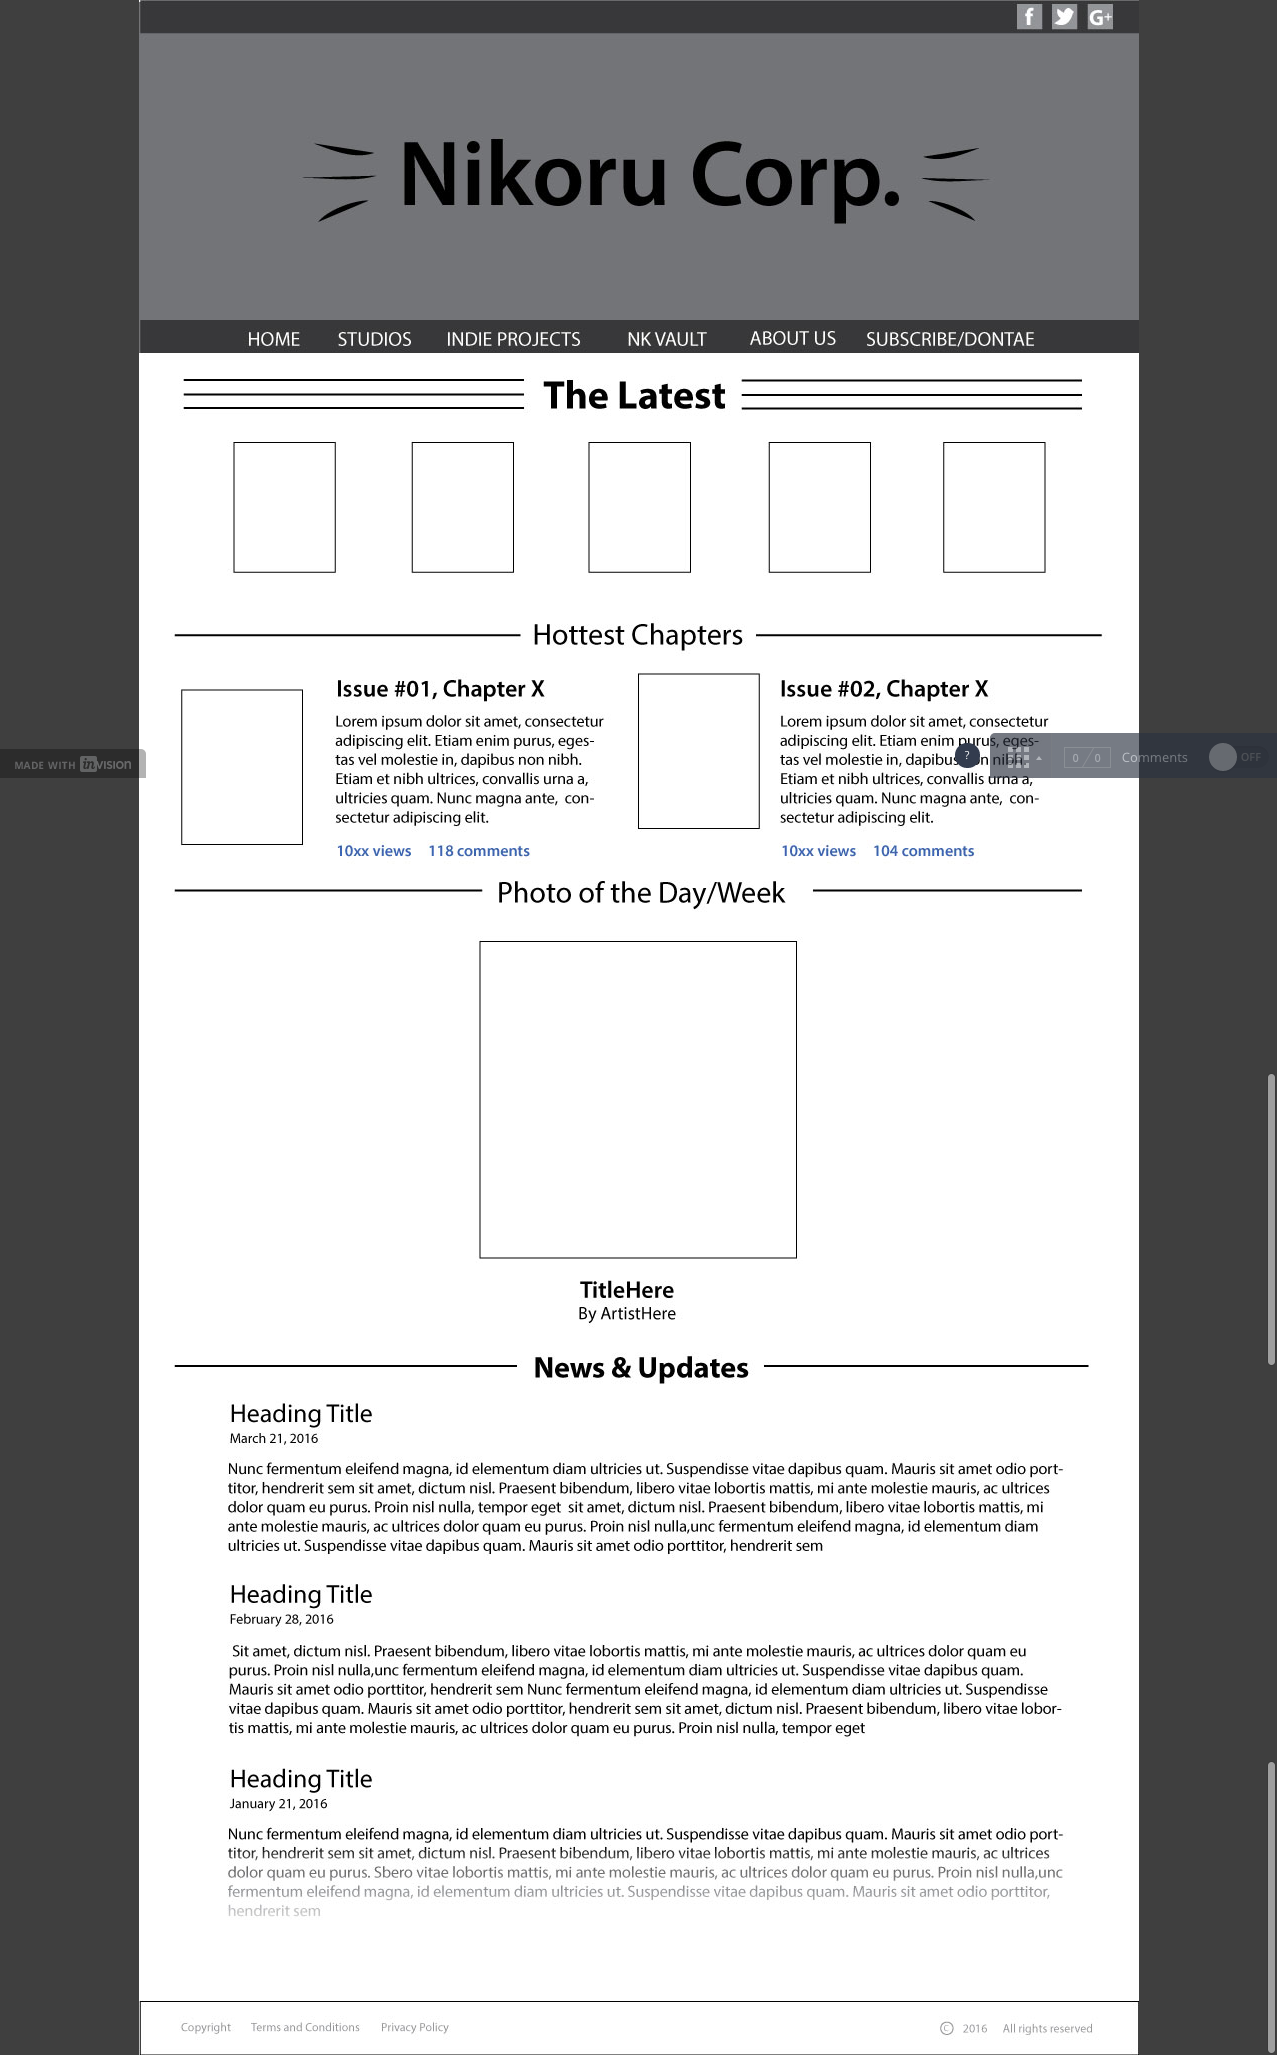 f G+
Nikoru Corp.
HOME STUDIOS INDIE PROJECTS NK VAULT ABOUT US SUBSCRIBE/DONTAE
The Latest
Hottest Chapters
Issue #01, Chapter X
Lorem ipsum dolor sit amet, consectetur
adipiscing elit. Etiam enim purus, eges-
tas vel molestie in, dapibus non nibh.
Etiam et nibh ultrices, convallis urna a,
ultricies quam. Nunc magna ante, con-
sectetur adipiscing elit.
10xx views 118 comments
Issue #02, Chapter X
Lorem ipsum dolor sit amet, consectetur
adipiscing elit. Etiam enim purus, eges-
tas vel molestie in, dapibus non nibh.
Etiam et nibh ultrices, convallis urna a,
ultricies quam. Nunc magna ante, con-
sectetur adipiscing elit.
10xx views 104 comments
MADE WITH inVISION
? 0/0 Comments OFF
Photo of the Day/Week
TitleHere
By ArtistHere
News & Updates
Heading Title
March 21, 2016
Nunc fermentum eleifend magna, id elementum diam ultricies ut. Suspendisse vitae dapibus quam. Mauris sit amet odio port-
titor, hendrerit sem sit amet, dictum nisl. Praesent bibendum, libero vitae lobortis mattis, mi ante molestie mauris, ac ultrices
dolor quam eu purus. Proin nisl nulla, tempor eget sit amet, dictum nisl. Praesent bibendum, libero vitae lobortis mattis, mi
ante molestie mauris, ac ultrices dolor quam eu purus. Proin nisl nulla,unc fermentum eleifend magna, id elementum diam
ultricies ut. Suspendisse vitae dapibus quam. Mauris sit amet odio porttitor, hendrerit sem
Heading Title
February 28, 2016
Sit amet, dictum nisl. Praesent bibendum, libero vitae lobortis mattis, mi ante molestie mauris, ac ultrices dolor quam eu
purus. Proin nisl nulla,unc fermentum eleifend magna, id elementum diam ultricies ut. Suspendisse vitae dapibus quam.
Mauris sit amet odio porttitor, hendrerit sem Nunc fermentum eleifend magna, id elementum diam ultricies ut. Suspendisse
vitae dapibus quam. Mauris sit amet odio porttitor, hendrerit sem sit amet, dictum nisl. Praesent bibendum, libero vitae lobor-
tis mattis, mi ante molestie mauris, ac ultrices dolor quam eu purus. Proin nisl nulla, tempor eget
Heading Title
January 21, 2016
Nunc fermentum eleifend magna, id elementum diam ultricies ut. Suspendisse vitae dapibus quam. Mauris sit amet odio port-
titor, hendrerit sem sit amet, dictum nisl. Praesent bibendum, libero vitae lobortis mattis, mi ante molestie mauris, ac ultrices
dolor quam eu purus. Sbero vitae lobortis mattis, mi ante molestie mauris, ac ultrices dolor quam eu purus. Proin nisl nulla,unc
fermentum eleifend magna, id elementum diam ultricies ut. Suspendisse vitae dapibus quam. Mauris sit amet odio porttitor,
hendrerit sem
Copyright Terms and Conditions Privacy Policy © 2016 All rights reserved